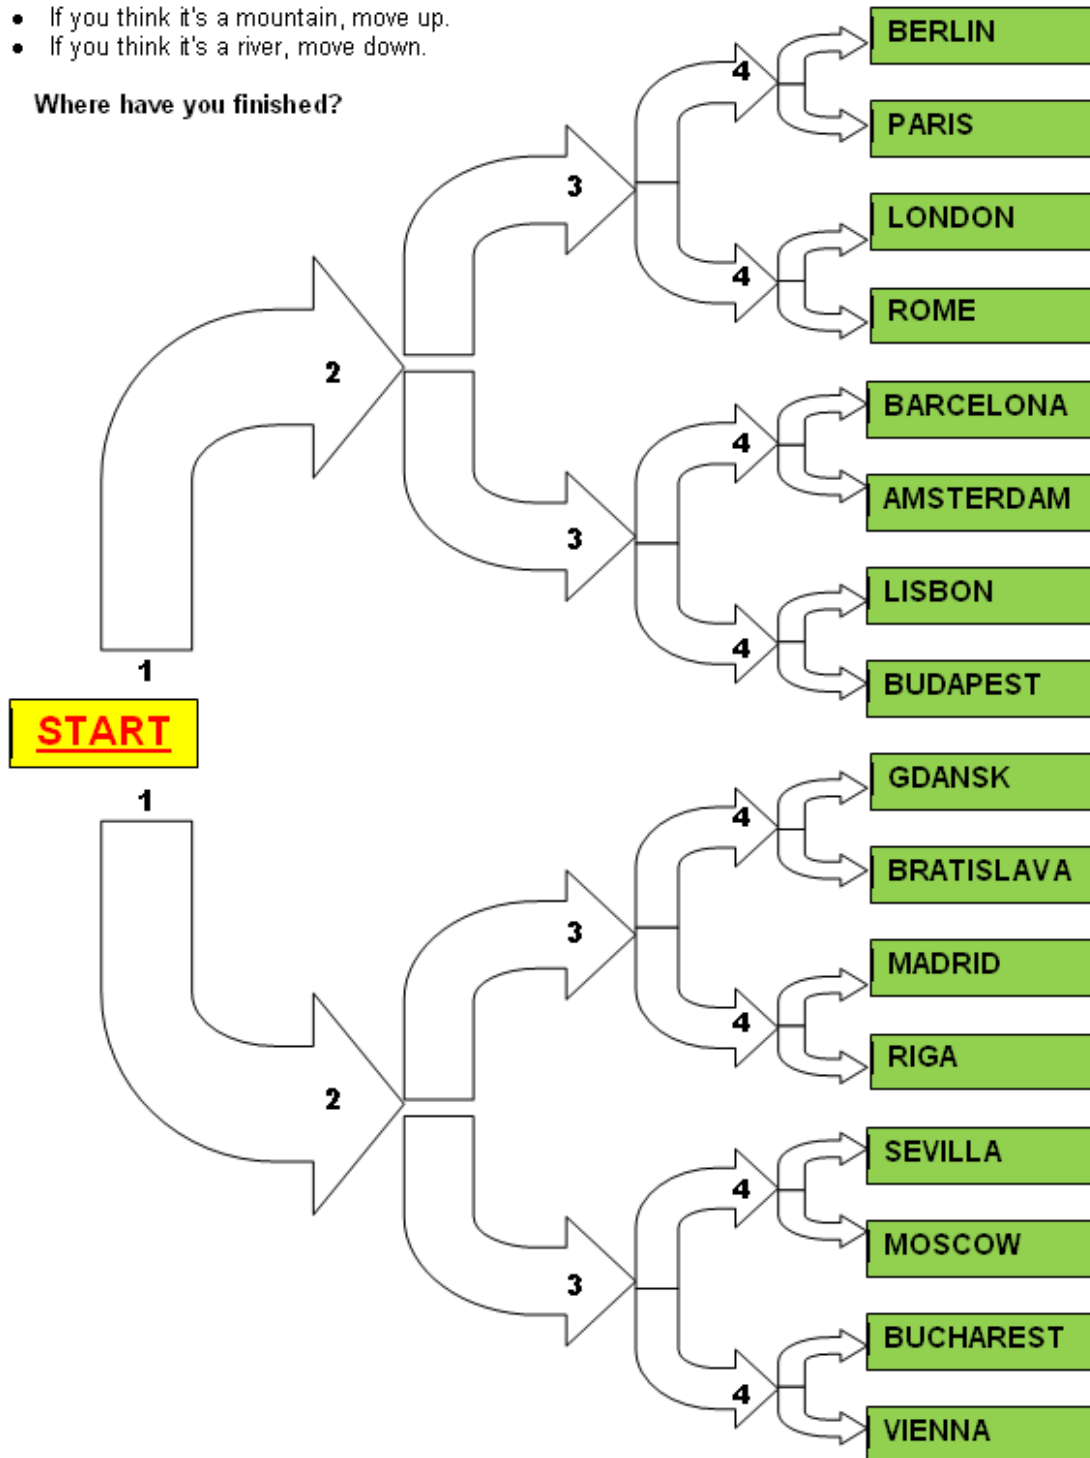 • If you think it's a mountain, move up.
• If you think it's a river, move down.
Where have you finished?
BERLIN
4
PARIS
3
LONDON
4
ROME
2
BARCELONA
4
AMSTERDAM
3
LISBON
4
BUDAPEST
1
START
1
GDANSK
4
BRATISLAVA
3
MADRID
4
RIGA
2
SEVILLA
4
MOSCOW
3
BUCHAREST
4
VIENNA